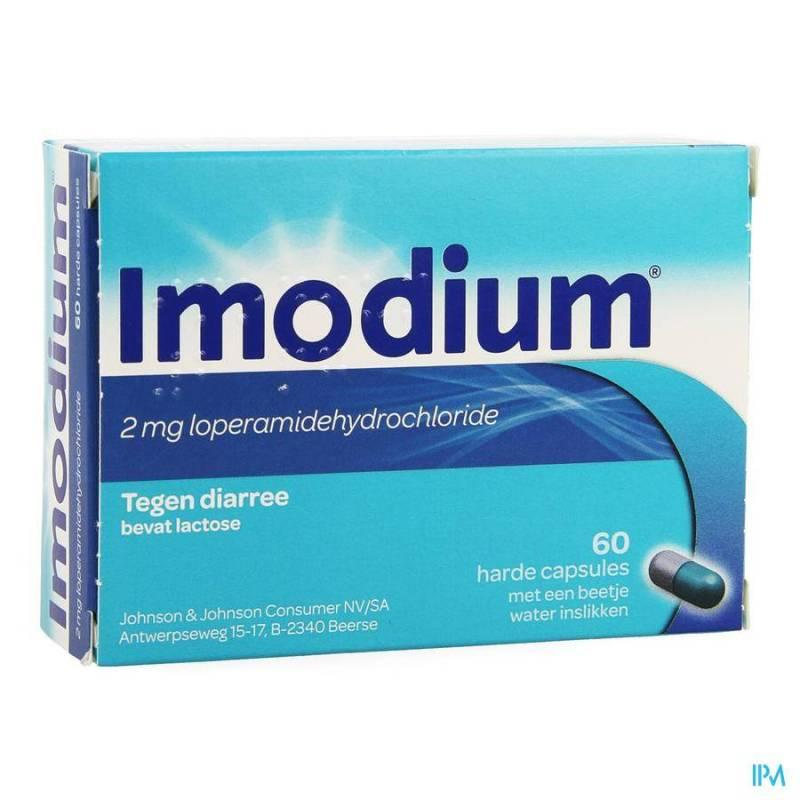 Imodium®
2 mg loperamidehydrochloride
Tegen diarree
bevat lactose
60
harde capsules
met een beetje
water inslikken
Johnson & Johnson Consumer NV/SA
Antwerpseweg 15-17, B-2340 Beerse
Imodium®
60 harde capsules
2 mg loperamidehydrochloride
IPM